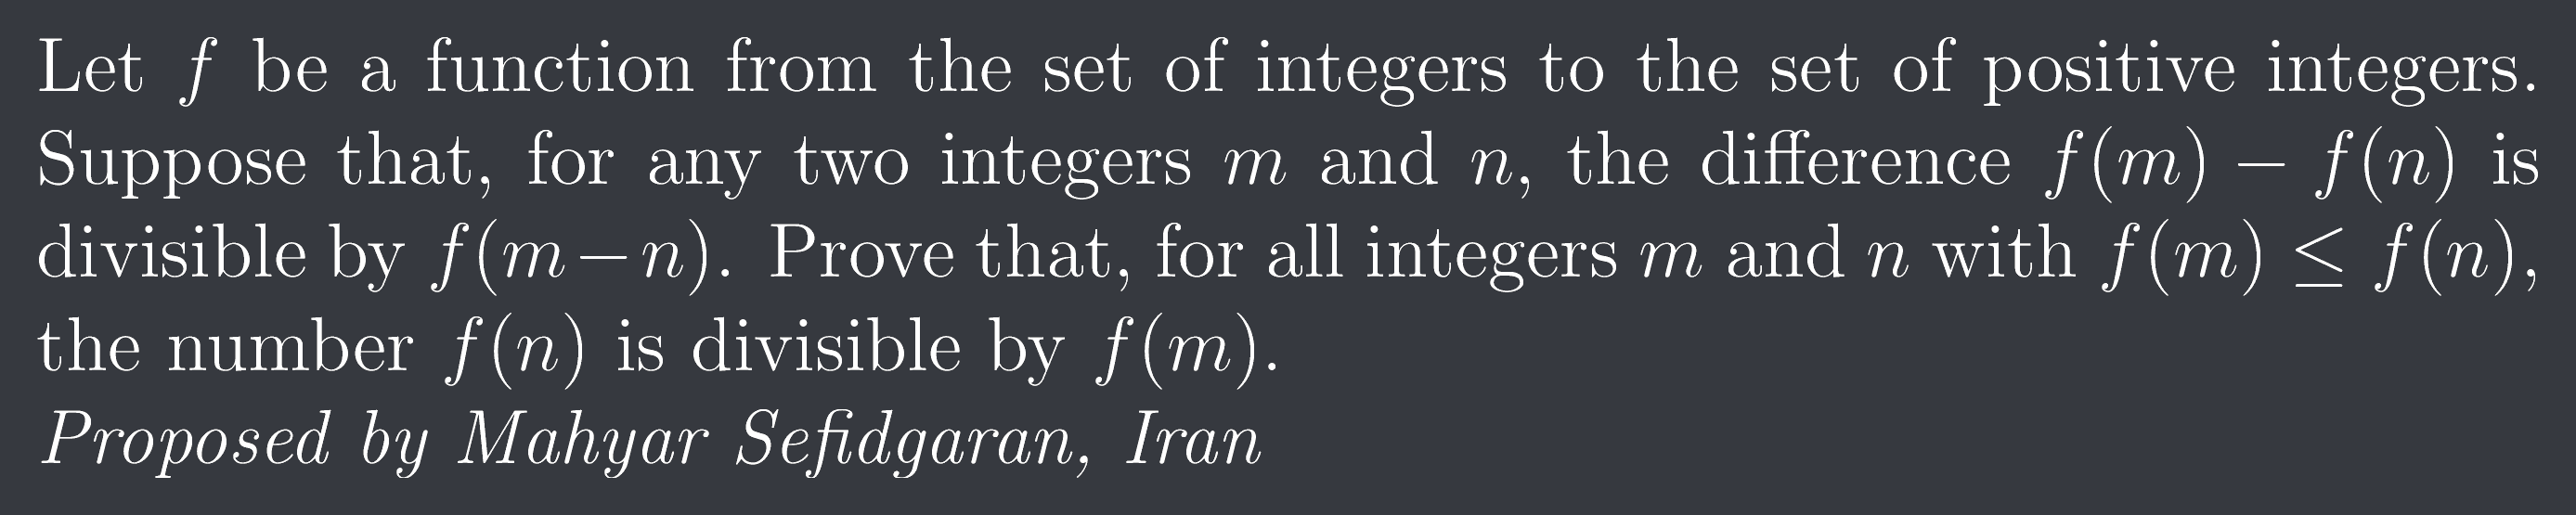 Let f be a function from the set of integers to the set of positive integers.
Suppose that, for any two integers m and n, the difference f(m) − f(n) is
divisible by f(m−n). Prove that, for all integers m and n with f(m) ≤ f(n),
the number f(n) is divisible by f(m).
Proposed by Mahyar Sefidgaran, Iran